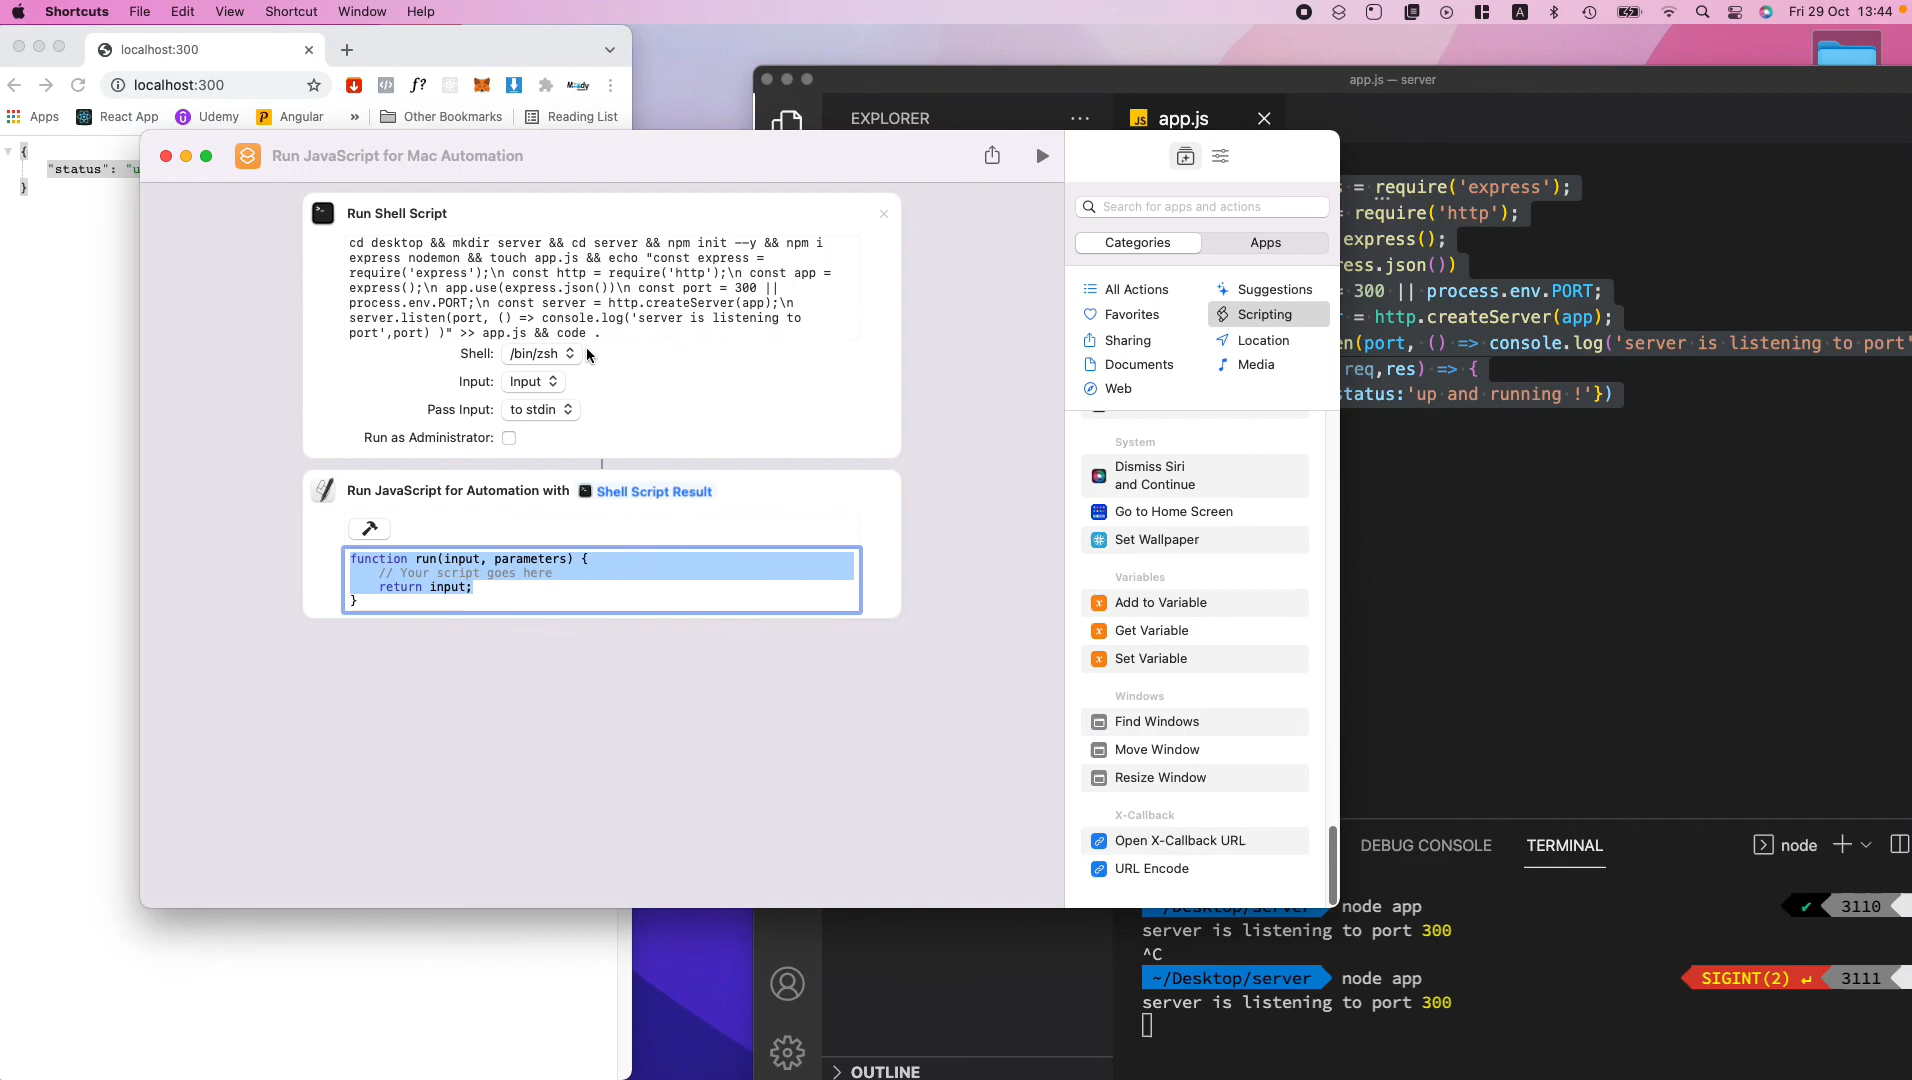 Shortcuts File Edit View Shortcut Window Help
A
Fri 29 Oct 13:44
localhost:300
localhost:300
f?
Apps React App Udemy Angular » Other Bookmarks Reading List
{
"status": "u
}
app.js — server
EXPLORER
JS app.js
Run JavaScript for Mac Automation
Run Shell Script
cd desktop && mkdir server && cd server && npm init --y && npm i
express nodemon && touch app.js && echo "const express =
require('express');\n const http = require('http');\n const app =
express();\n app.use(express.json())\n const port = 300 ||
process.env.PORT;\n const server = http.createServer(app);\n
server.listen(port, () => console.log('server is listening to
port',port) )" >> app.js && code .
Shell: /bin/zsh
Input: Input
Pass Input: to stdin
Run as Administrator:
Run JavaScript for Automation with Shell Script Result
function run(input, parameters) {
// Your script goes here
return input;
}
Search for apps and actions
Categories Apps
All Actions Suggestions
Favorites Scripting
Sharing Location
Documents Media
Web
System
Dismiss Siri
and Continue
Go to Home Screen
Set Wallpaper
Variables
Add to Variable
Get Variable
Set Variable
Windows
Find Windows
Move Window
Resize Window
X-Callback
Open X-Callback URL
URL Encode
= require('express');
require('http');
express();
ess.json())
300 || process.env.PORT;
= http.createServer(app);
n(port, () => console.log('server is listening to port'
req,res) => {
tatus:'up and running !'})
DEBUG CONSOLE TERMINAL node
~/Desktop/server node app 3110
server is listening to port 300
^C
~/Desktop/server node app SIGINT(2) 3111
server is listening to port 300
OUTLINE